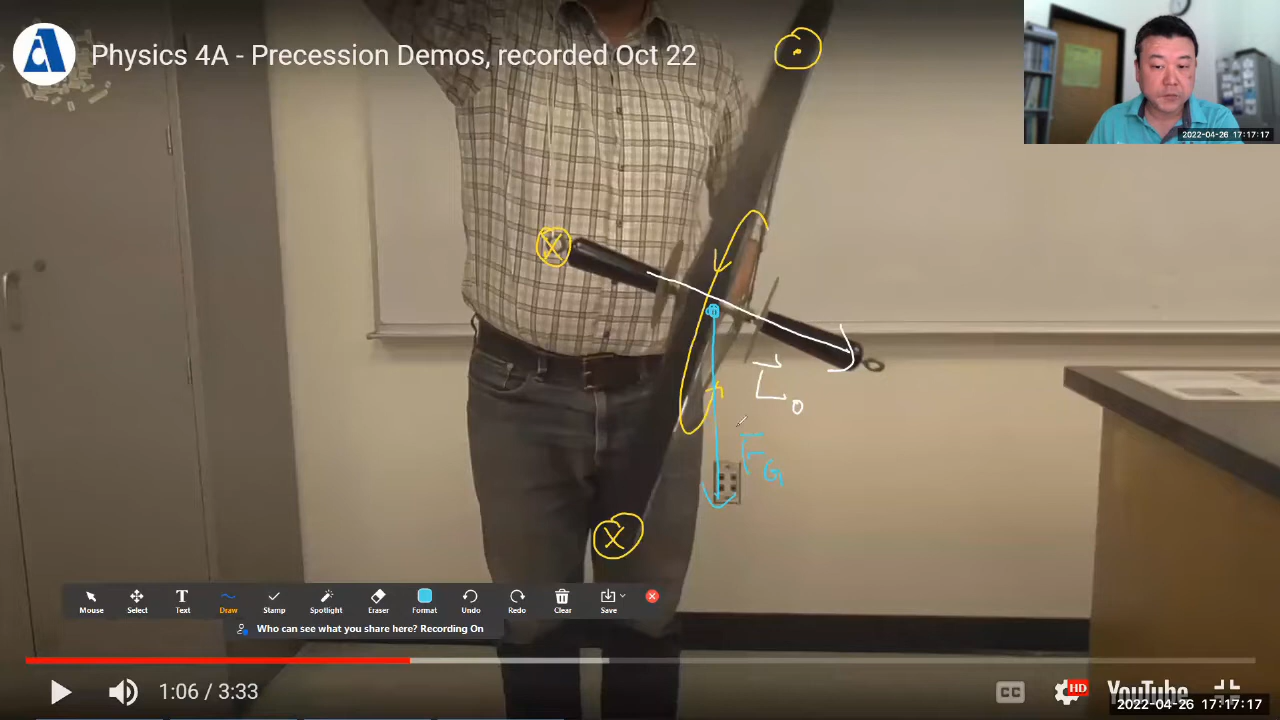 Physics 4A - Precession Demos, recorded Oct 22
2022-04-26 17:17:17
X
L₀
F_G
X
Mouse
Select
Text
Draw
Stamp
Spotlight
Eraser
Format
Undo
Redo
Clear
Save
Who can see what you share here? Recording On
1:06 / 3:33
CC
HD
YouTube
2022-04-26 17:17:17